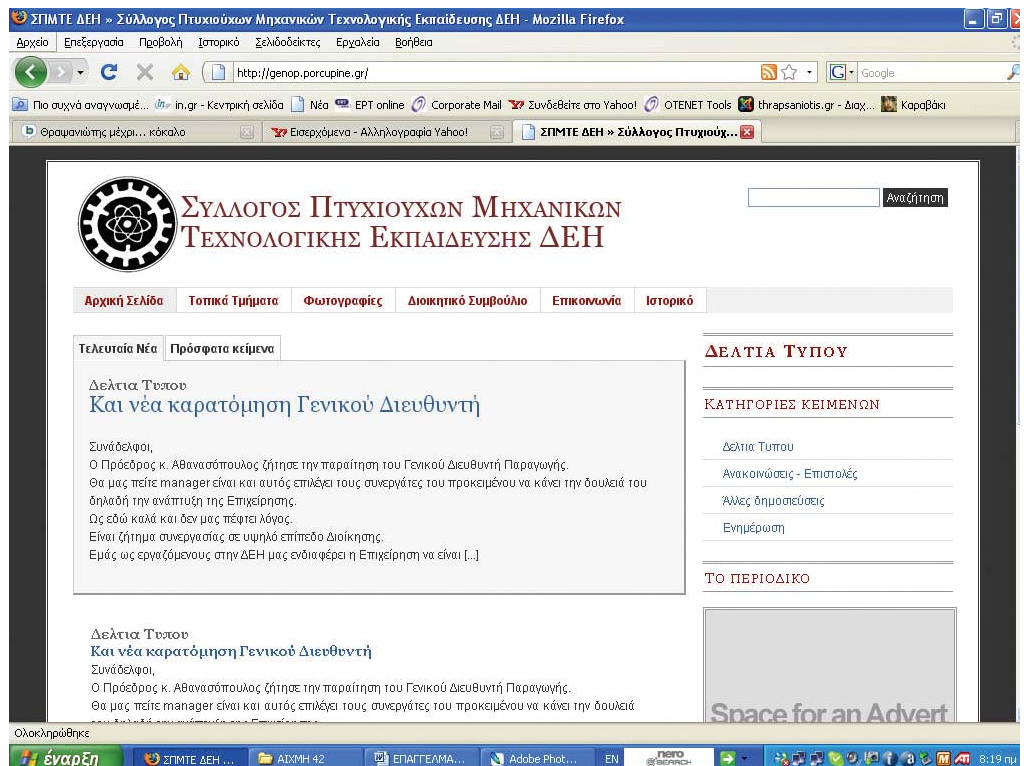 ΣΠΜΤΕ ΔΕΗ » Σύλλογος Πτυχιούχων Μηχανικών Τεχνολογικής Εκπαίδευσης ΔΕΗ - Mozilla Firefox
Αρχείο Επεξεργασία Προβολή Ιστορικό Σελιδοδείκτες Εργαλεία Βοήθεια
http://genop.porcupine.gr/ Google
Πιο συχνά αναγνωσμέ... in.gr - Κεντρική σελίδα Νέα ΕΡΤ online Corporate Mail Συνδεθείτε στο Yahoo! OTENET Tools thrapsaniotis.gr - Διαχ... Καραβάκι
Θραψανιώτης μέχρι... κόκαλο Εισερχόμενα - Αλληλογραφία Yahoo! ΣΠΜΤΕ ΔΕΗ » Σύλλογος Πτυχιούχ...
Συλλογος Πτυχιουχων Μηχανικων
Τεχνολογικης Εκπαιδευσης ΔΕΗ
Αναζήτηση
Αρχική Σελίδα Τοπικά Τμήματα Φωτογραφίες Διοικητικό Συμβούλιο Επικοινωνία Ιστορικό
Τελευταία Νέα Πρόσφατα κείμενα
Δελτια Τυπου
Και νέα καρατόμηση Γενικού Διευθυντή
Συνάδελφοι,
Ο Πρόεδρος κ. Αθανασόπουλος ζήτησε την παραίτηση του Γενικού Διευθυντή Παραγωγής.
Θα μας πείτε manager είναι και αυτός επιλέγει τους συνεργάτες του προκειμένου να κάνει την δουλειά του
δηλαδή την ανάπτυξη της Επιχείρησης.
Ως εδώ καλά και δεν μας πέφτει λόγος.
Είναι ζήτημα συνεργασίας σε υψηλό επίπεδο Διοίκησης.
Εμάς ως εργαζόμενους στην ΔΕΗ μας ενδιαφέρει η Επιχείρηση να είναι [...]
Δελτια Τυπου
Και νέα καρατόμηση Γενικού Διευθυντή
Συνάδελφοι,
Ο Πρόεδρος κ. Αθανασόπουλος ζήτησε την παραίτηση του Γενικού Διευθυντή Παραγωγής.
Θα μας πείτε manager είναι και αυτός επιλέγει τους συνεργάτες του προκειμένου να κάνει την δουλειά
Δελτια Τυπου
Κατηγοριες κειμενων
Δελτια Τυπου
Ανακοινώσεις - Επιστολές
Άλλες δημοσιεύσεις
Ενημέρωση
Το περιοδικο
Space for an Advert
Ολοκληρώθηκε
έναρξη ΣΠΜΤΕ ΔΕΗ ... ΑΙΧΜΗ 42 ΕΠΑΓΓΕΛΜΑ... Adobe Phot... EN nero SEARCH 8:19 πμ